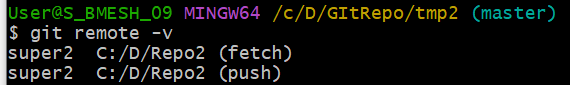 User@S_BMESH_09 MINGW64 /c/D/GItRepo/tmp2 (master)
$ git remote -v
super2  C:/D/Repo2 (fetch)
super2  C:/D/Repo2 (push)